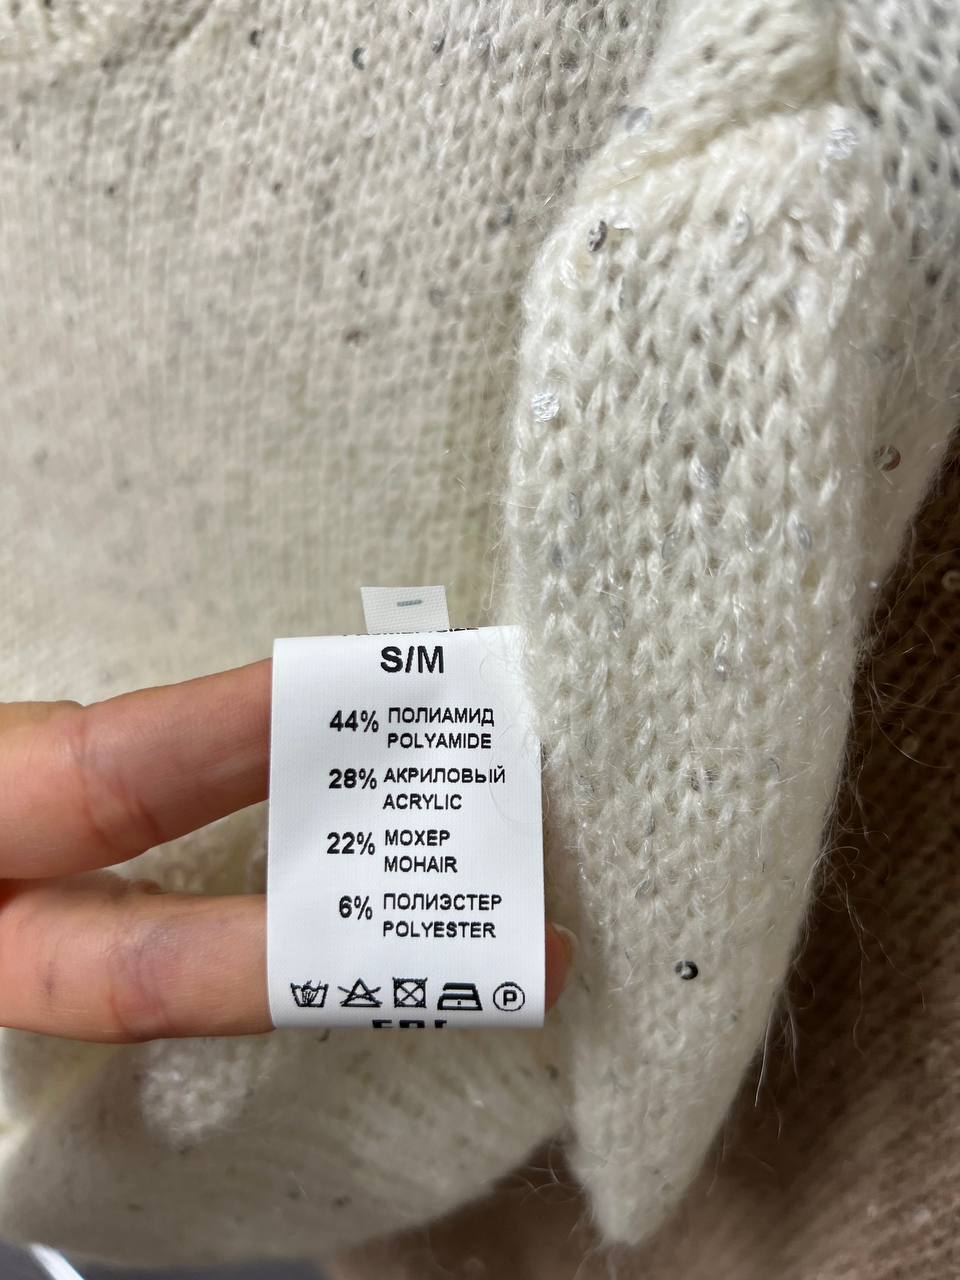 S/M
44% ПОЛИАМИД
POLYAMIDE
28% АКРИЛОВЫЙ
ACRYLIC
22% МОХЕР
MOHAIR
6% ПОЛИЭСТЕР
POLYESTER
P